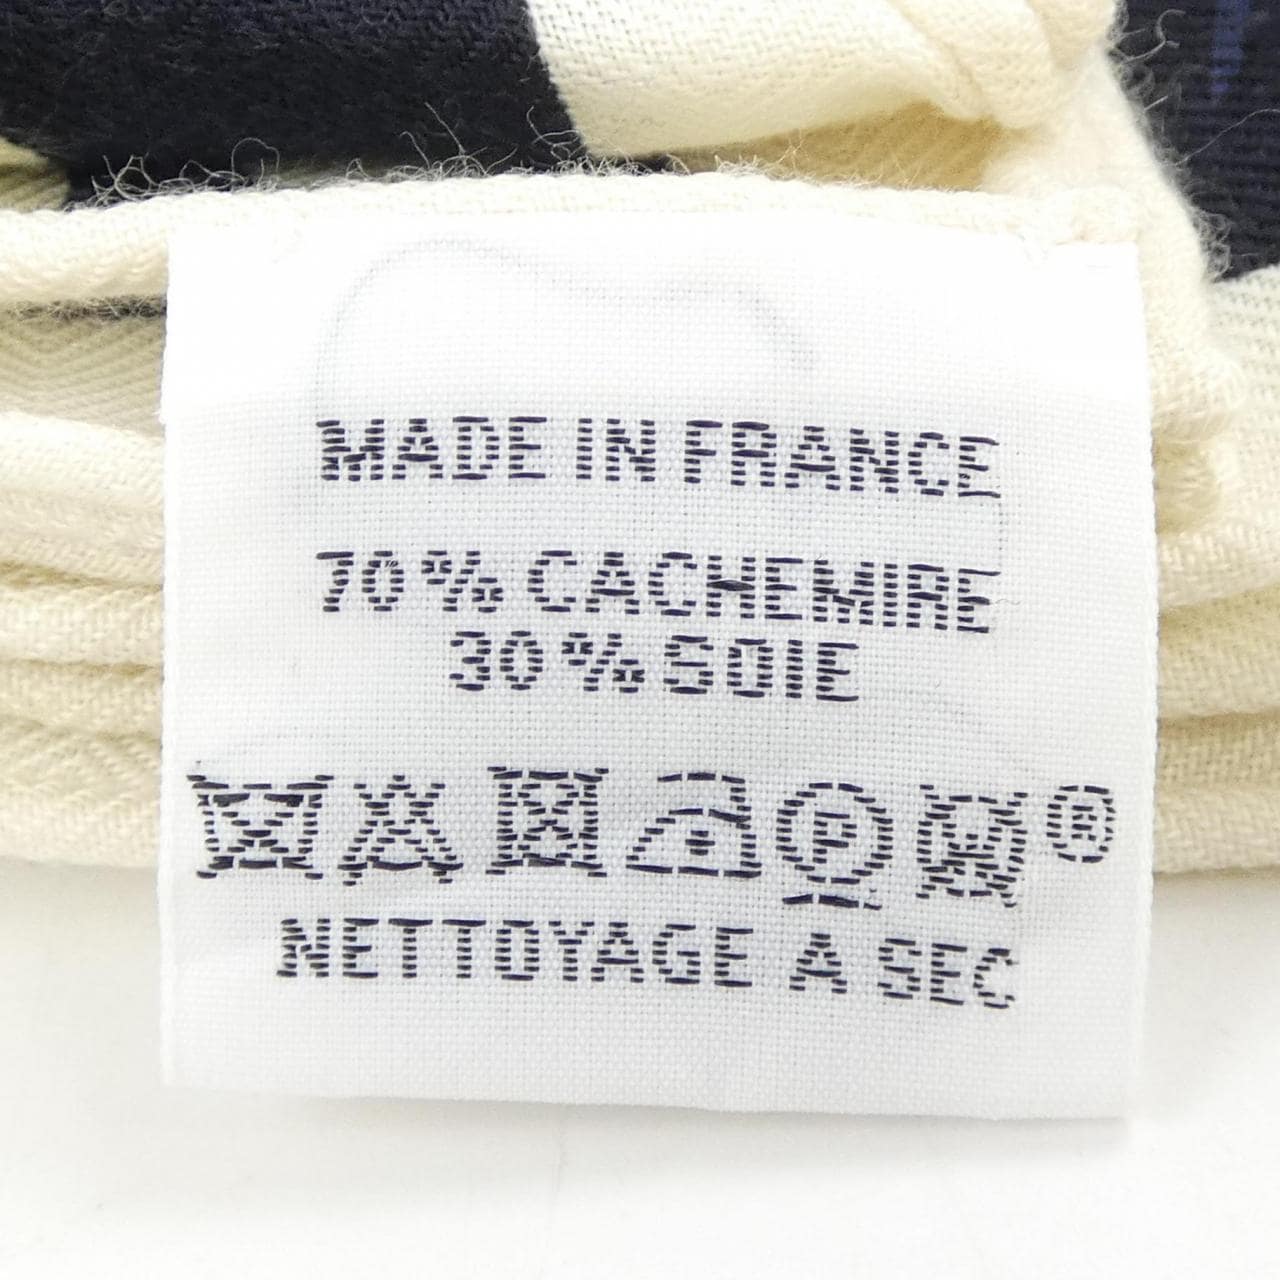 MADE IN FRANCE
70% CACHEMIRE
30% SOIE
P W ®
NETTOYAGE A SEC